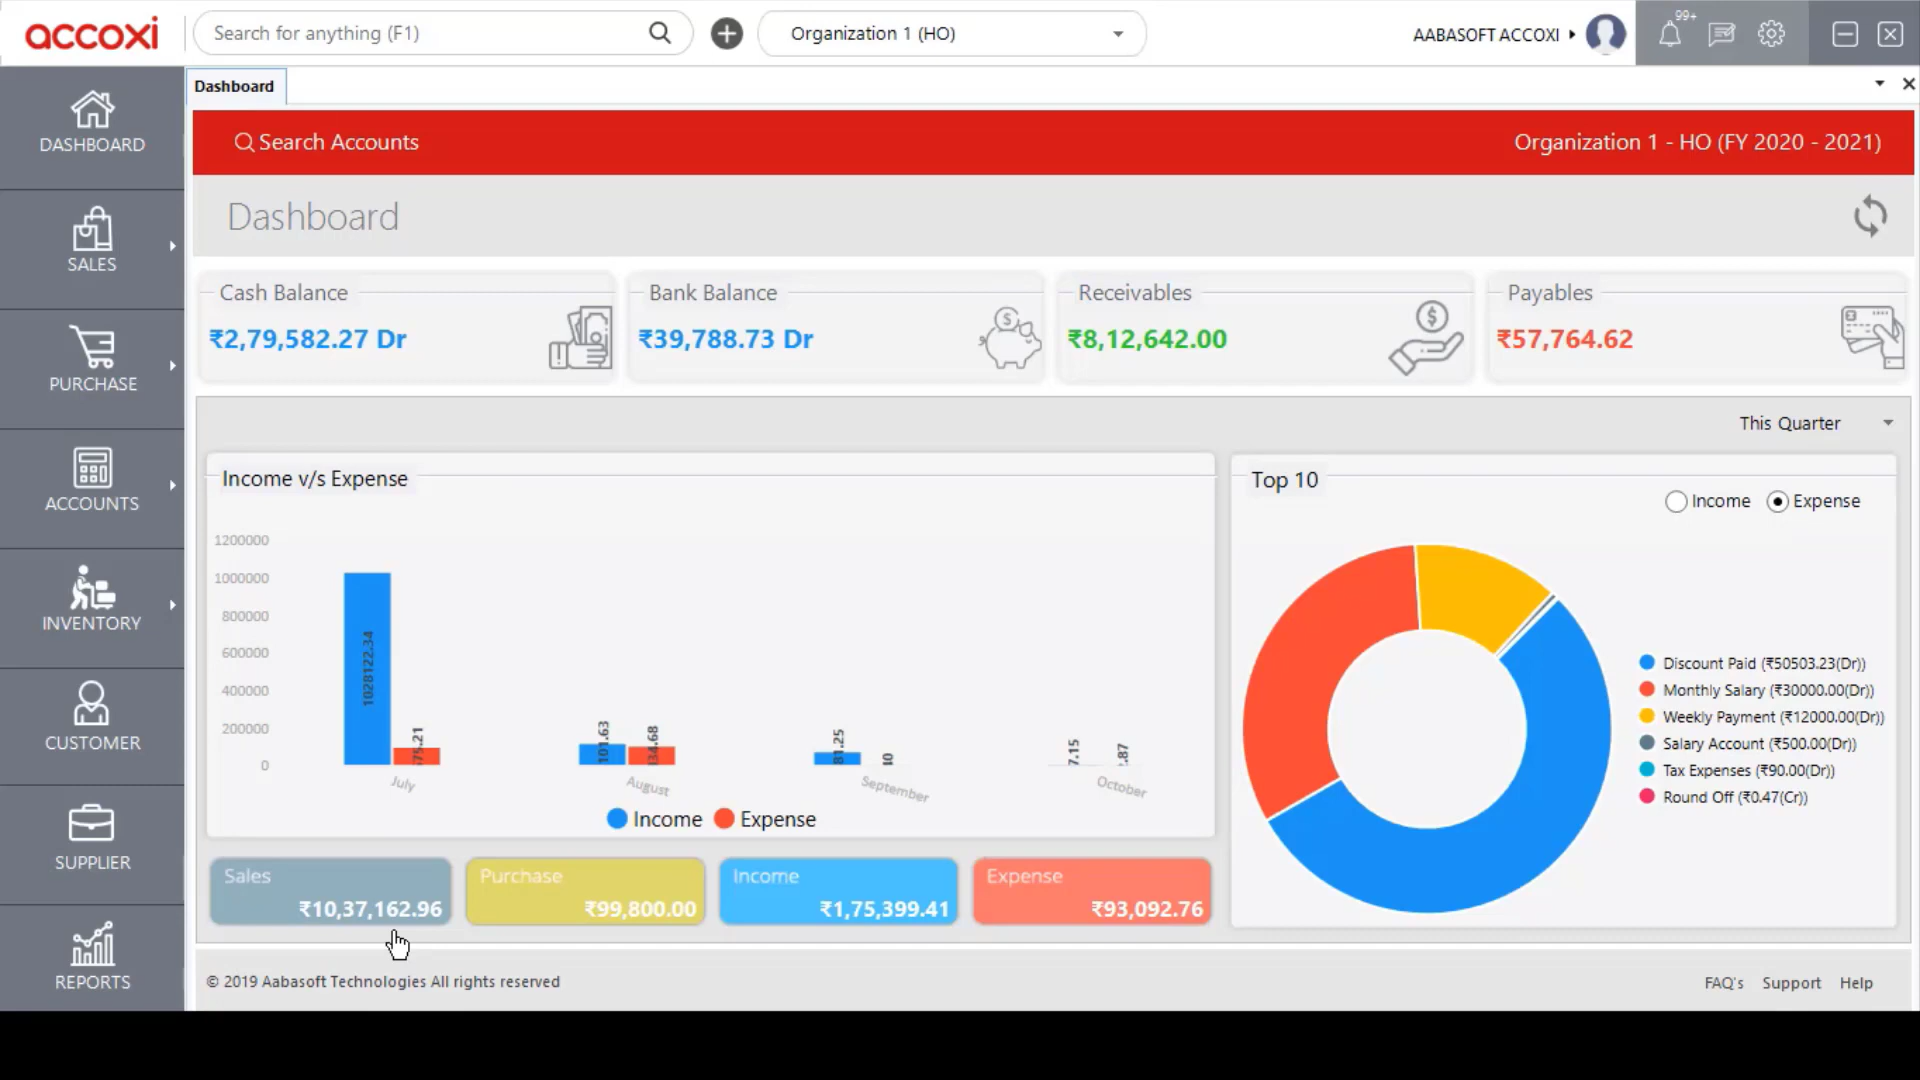 accoxi
Search for anything (F1)
Organization 1 (HO)
AABASOFT ACCOXI
99+
Dashboard
DASHBOARD
SALES
PURCHASE
ACCOUNTS
INVENTORY
CUSTOMER
SUPPLIER
REPORTS
Search Accounts
Organization 1 - HO (FY 2020 - 2021)
Dashboard
Cash Balance
₹2,79,582.27 Dr
Bank Balance
₹39,788.73 Dr
Receivables
₹8,12,642.00
Payables
₹57,764.62
This Quarter
Income v/s Expense
1200000
1000000
800000
600000
400000
200000
0
1028122.34
July
August
September
October
Income
Expense
Top 10
Income
Expense
Discount Paid (₹50503.23(Dr))
Monthly Salary (₹30000.00(Dr))
Weekly Payment (₹12000.00(Dr))
Salary Account (₹500.00(Dr))
Tax Expenses (₹90.00(Dr))
Round Off (₹0.47(Cr))
Sales
₹10,37,162.96
Purchase
₹99,800.00
Income
₹1,75,399.41
Expense
₹93,092.76
© 2019 Aabasoft Technologies All rights reserved
FAQ's Support Help